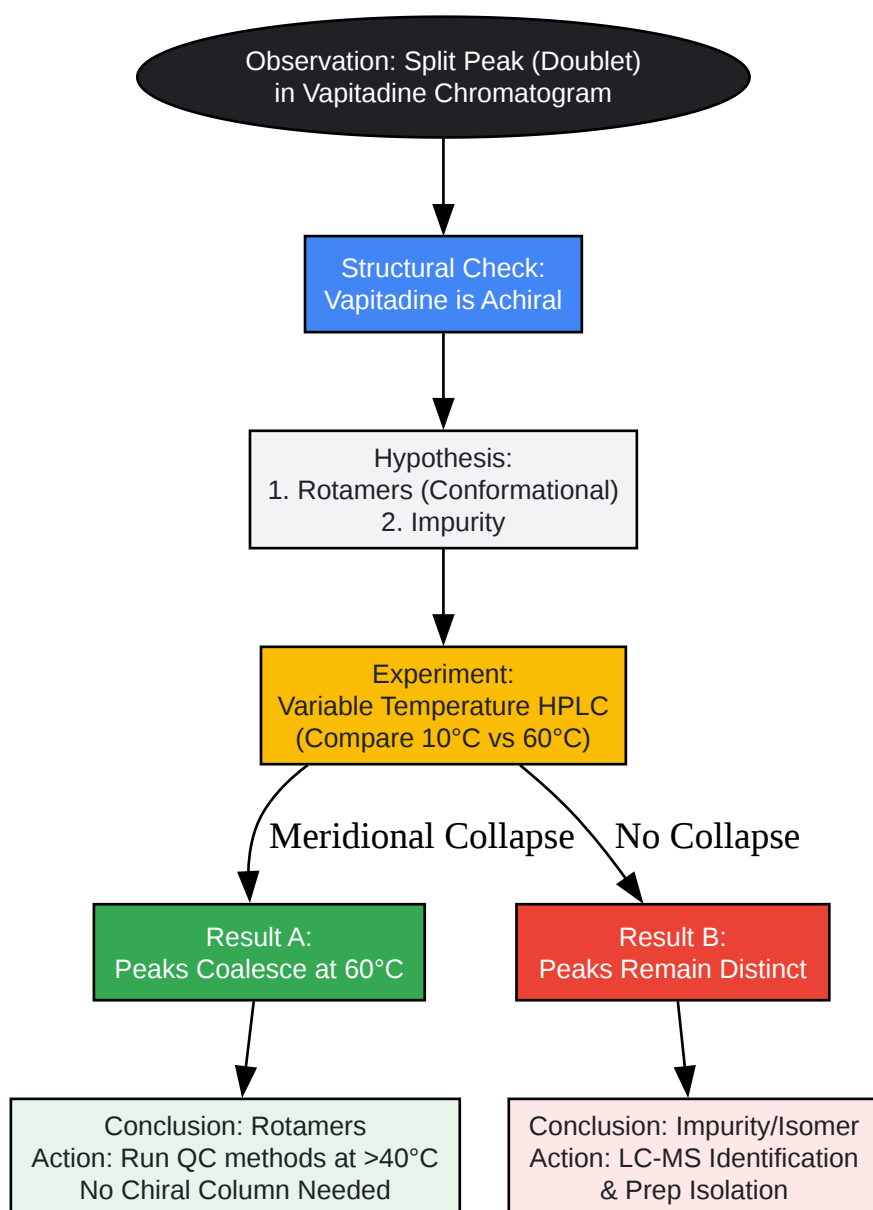 Observation: Split Peak (Doublet)
in Vapitadine Chromatogram
Structural Check:
Vapitadine is Achiral
Hypothesis:
1. Rotamers (Conformational)
2. Impurity
Experiment:
Variable Temperature HPLC
(Compare 10°C vs 60°C)
Meridional Collapse
No Collapse
Result A:
Peaks Coalesce at 60°C
Result B:
Peaks Remain Distinct
Conclusion: Rotamers
Action: Run QC methods at >40°C
No Chiral Column Needed
Conclusion: Impurity/Isomer
Action: LC-MS Identification
& Prep Isolation